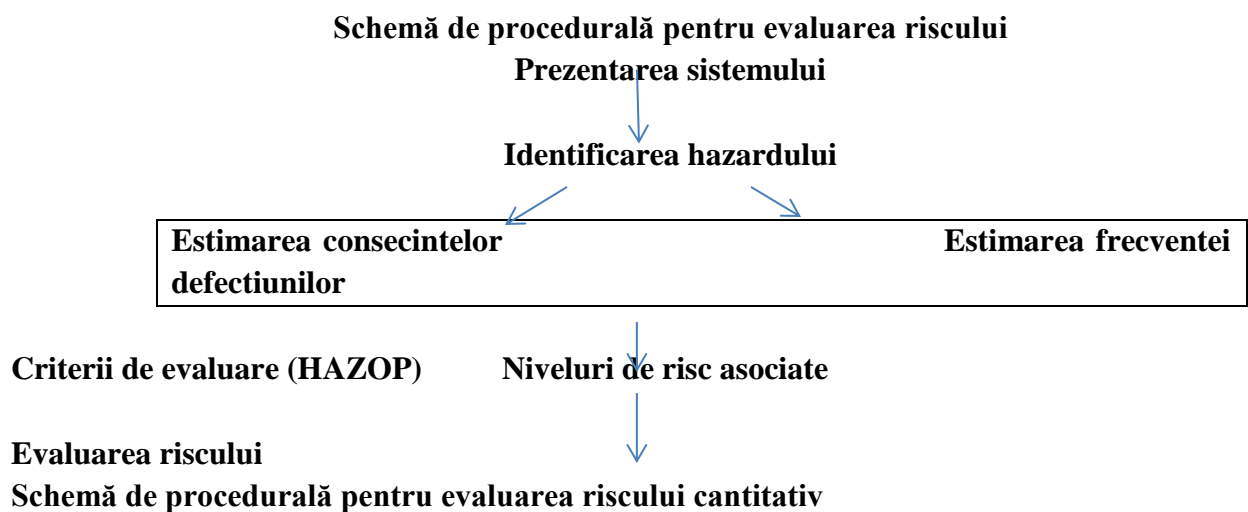 Schemă de procedurală pentru evaluarea riscului
Prezentarea sistemului
Identificarea hazardului
Estimarea consecintelor Estimarea frecventei
defectiunilor
Criterii de evaluare (HAZOP) Niveluri de risc asociate
Evaluarea riscului
Schemă de procedurală pentru evaluarea riscului cantitativ